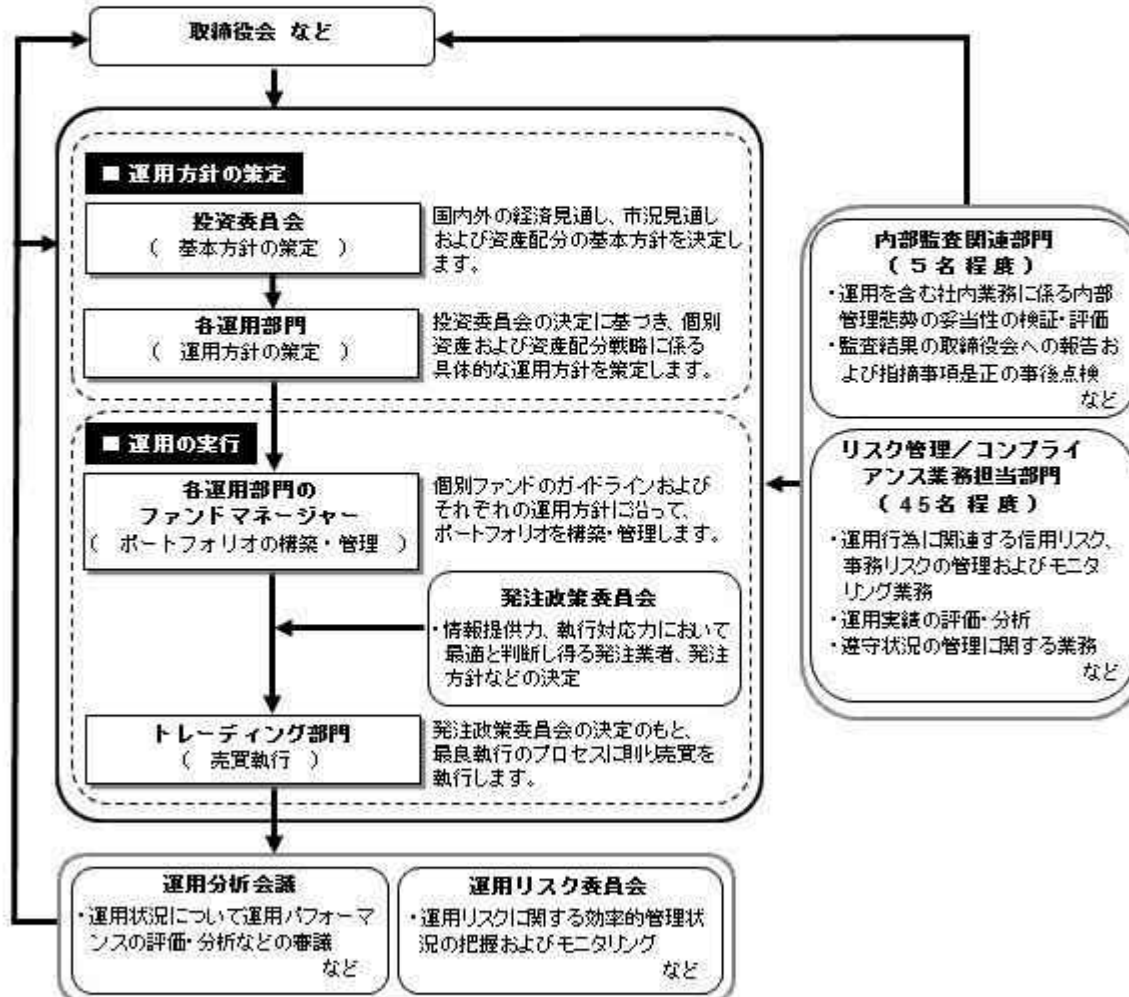 取締役会 など
■ 運用方針の策定
投資委員会
( 基本方針の策定 )
国内外の経済見通し、市況見通し
および資産配分の基本方針を決定し
ます。
各運用部門
( 運用方針の策定 )
投資委員会の決定に基づき、個別
資産および資産配分戦略に係る
具体的な運用方針を策定します。
■ 運用の実行
各運用部門の
ファンドマネージャー
( ポートフォリオの構築・管理 )
個別ファンドのガイドラインおよび
それぞれの運用方針に沿って、
ポートフォリオを構築・管理します。
発注政策委員会
・情報提供力、執行対応力において
最適と判断し得る発注業者、発注
方針などの決定
トレーディング部門
( 売買執行 )
発注政策委員会の決定のもと、
最良執行のプロセスに則り売買を
執行します。
運用分析会議
・運用状況について運用パフォーマ
ンスの評価・分析などの審議
など
運用リスク委員会
・運用リスクに関する効率的管理状
況の把握およびモニタリング
など
内部監査関連部門
( 5名程度 )
・運用を含む社内業務に係る内部
管理態勢の妥当性の検証・評価
・監査結果の取締役会への報告お
よび指摘事項是正の事後点検
など
リスク管理／コンプライ
アンス業務担当部門
( 45名程度 )
・運用行為に関連する信用リスク、
事務リスクの管理およびモニタ
リング業務
・運用実績の評価・分析
・遵守状況の管理に関する業務
など